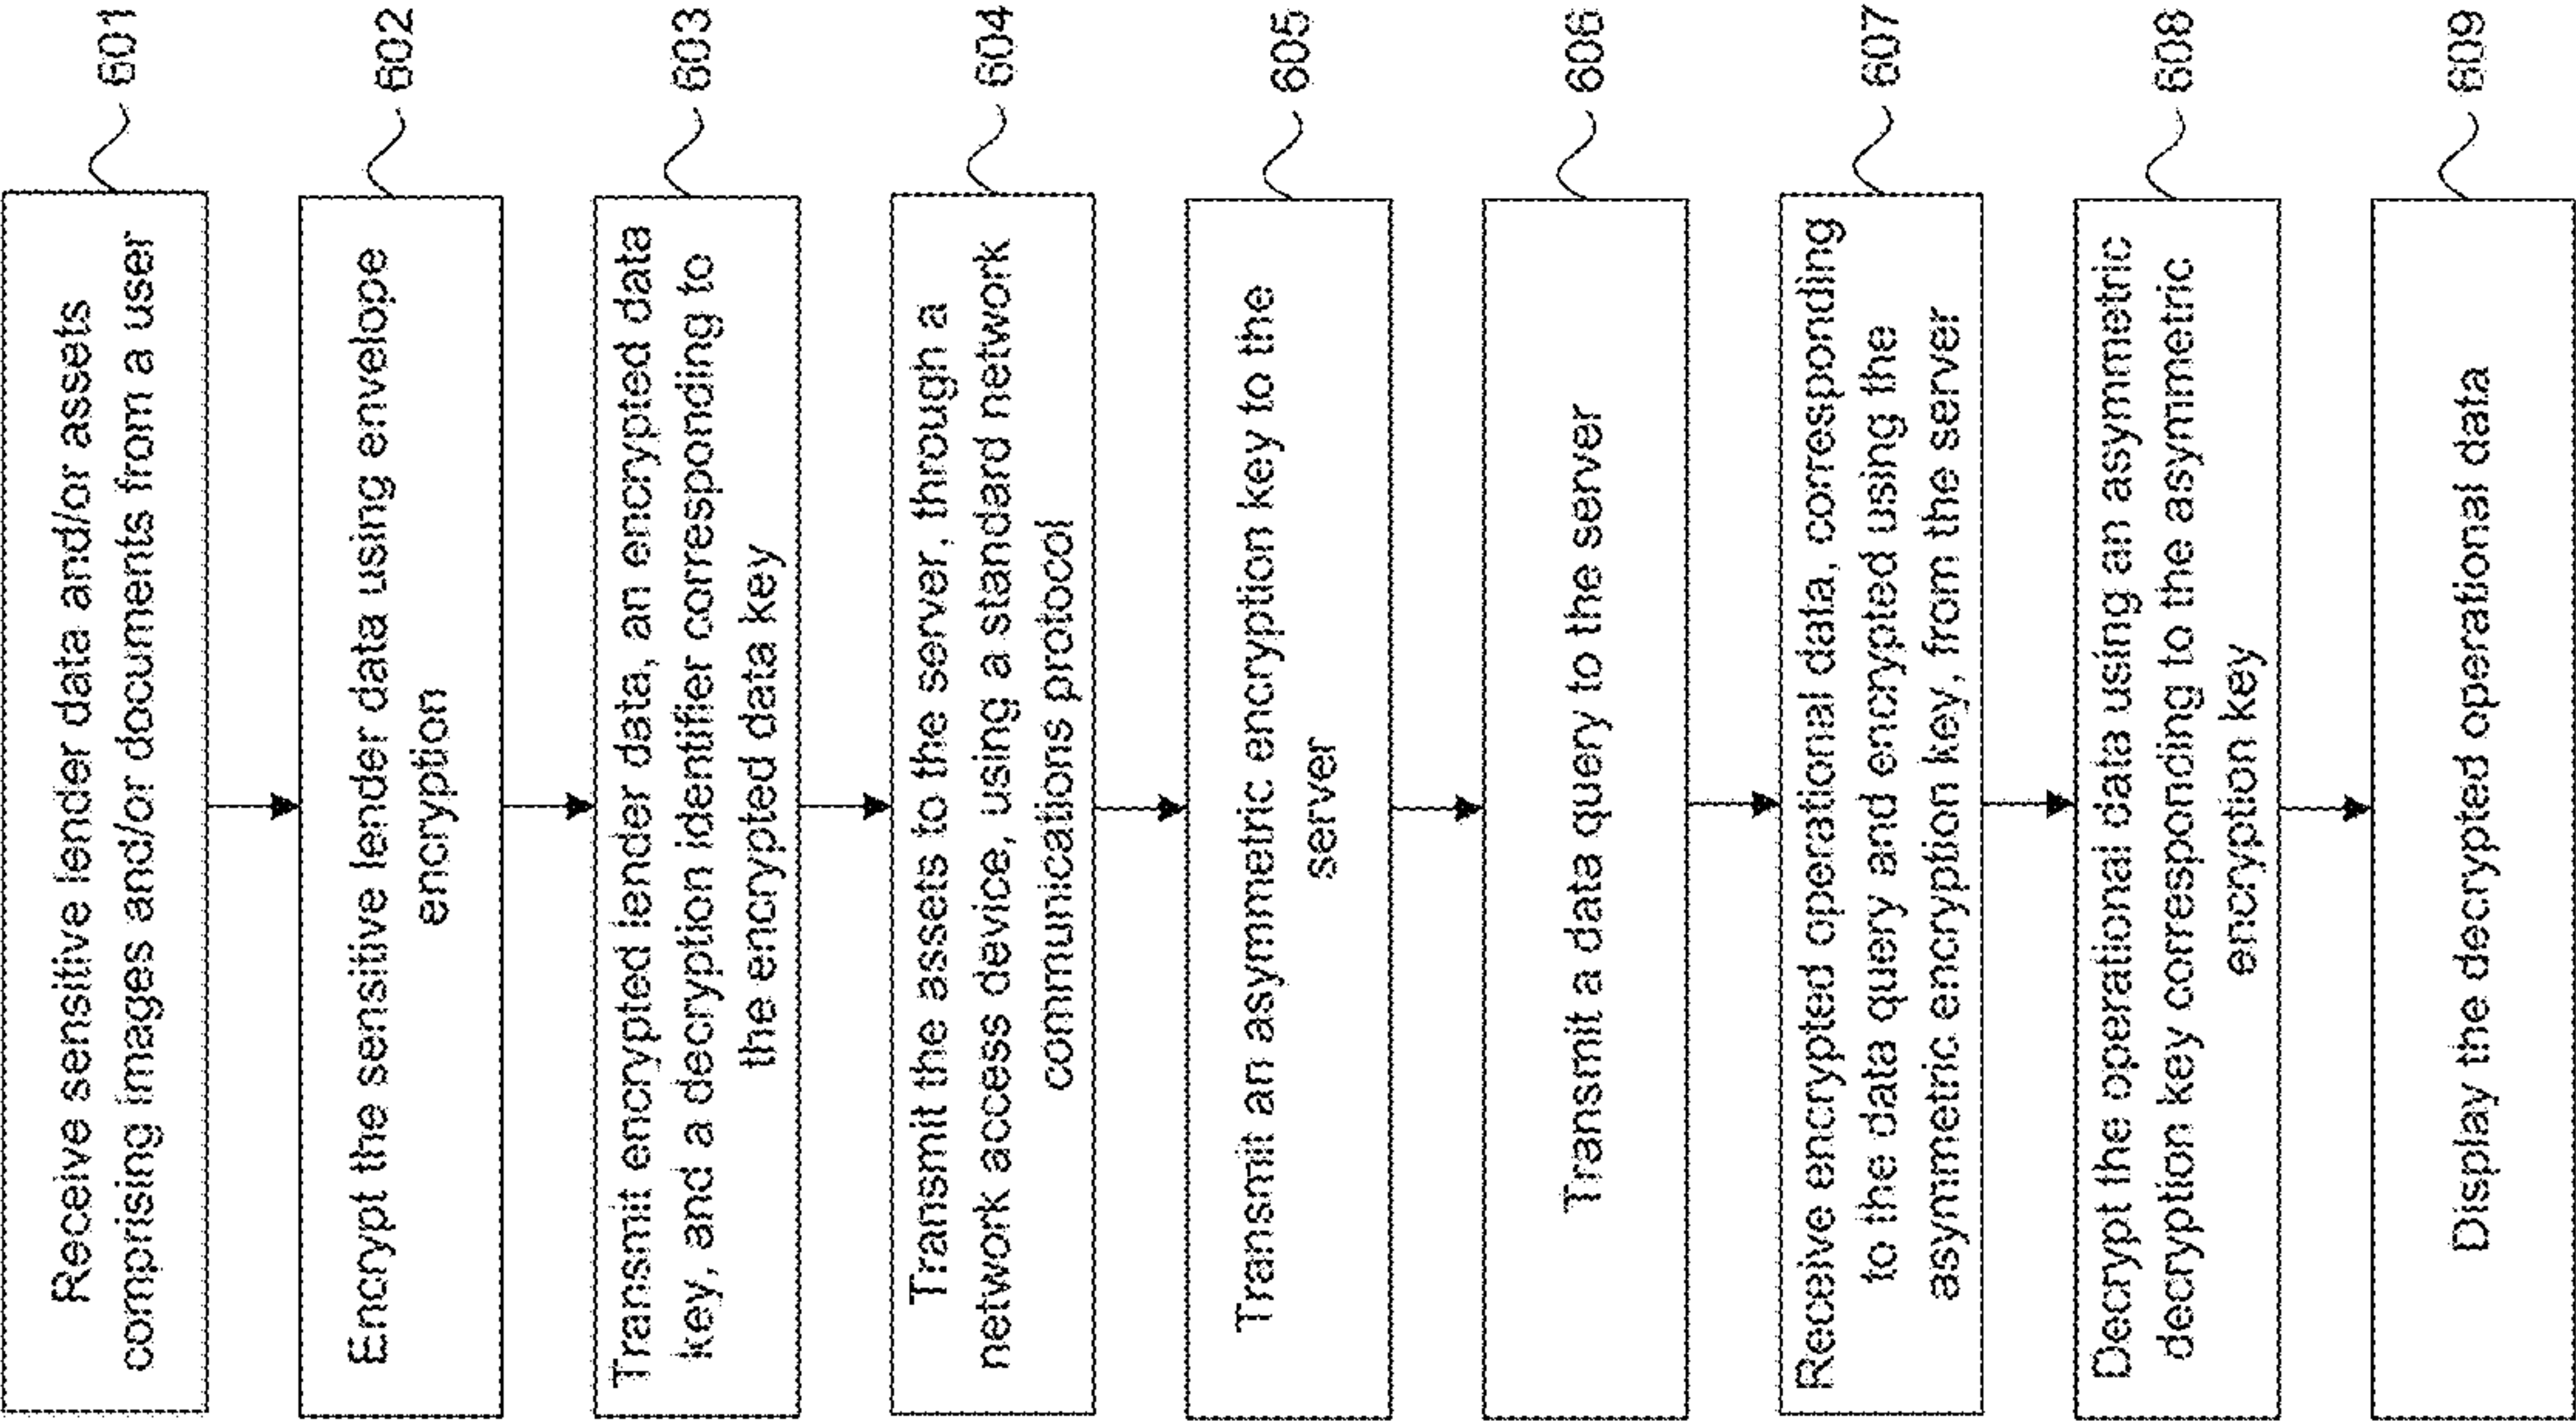 Receive sensitive lender data and/or assets
comprising images and/or documents from a user
601
Encrypt the sensitive lender data using envelope
encryption
602
Transmit encrypted lender data, an encrypted data
key, and a decryption identifier corresponding to
the encrypted data key
603
Transmit the assets to the server, through a
network access device, using a standard network
communications protocol
604
Transmit an asymmetric encryption key to the
server
605
Transmit a data query to the server
606
Receive encrypted operational data, corresponding
to the data query and encrypted using the
asymmetric encryption key, from the server
607
Decrypt the operational data using an asymmetric
decryption key corresponding to the asymmetric
encryption key
608
Display the decrypted operational data
609